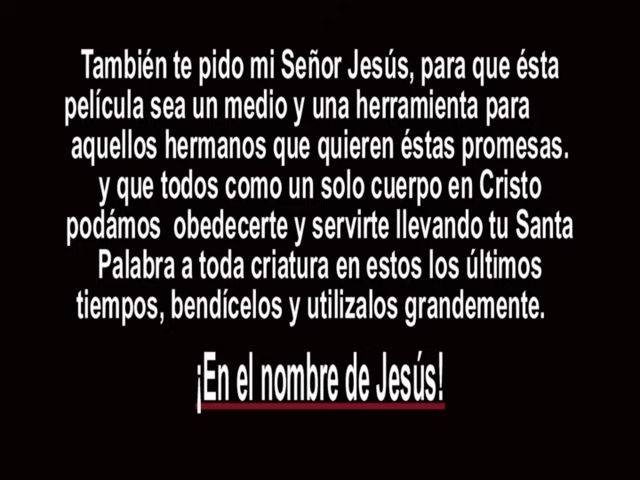 También te pido mi Señor Jesús, para que ésta
película sea un medio y una herramienta para
aquellos hermanos que quieren éstas promesas.
y que todos como un solo cuerpo en Cristo
podámos obedecerte y servirte llevando tu Santa
Palabra a toda criatura en estos los últimos
tiempos, bendícelos y utilizalos grandemente.
¡En el nombre de Jesús!